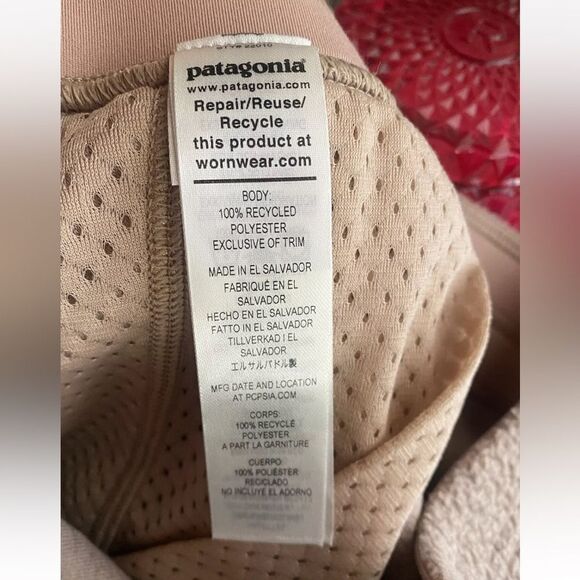 patagonia®
www.patagonia.com
Repair/Reuse/
Recycle
this product at
wornwear.com
BODY:
100% RECYCLED
POLYESTER
EXCLUSIVE OF TRIM
MADE IN EL SALVADOR
FABRIQUÉ EN EL
SALVADOR
HECHO EN EL SALVADOR
FATTO IN EL SALVADOR
TILLVERKAD I EL
SALVADOR
エルサルバドル製
MFG DATE AND LOCATION
AT PCPSIA.COM
CORPS:
100% RECYCLÉ
POLYESTER
A PART LA GARNITURE
CUERPO:
100% POLIÉSTER
RECICLADO
NO INCLUYE EL ADORNO